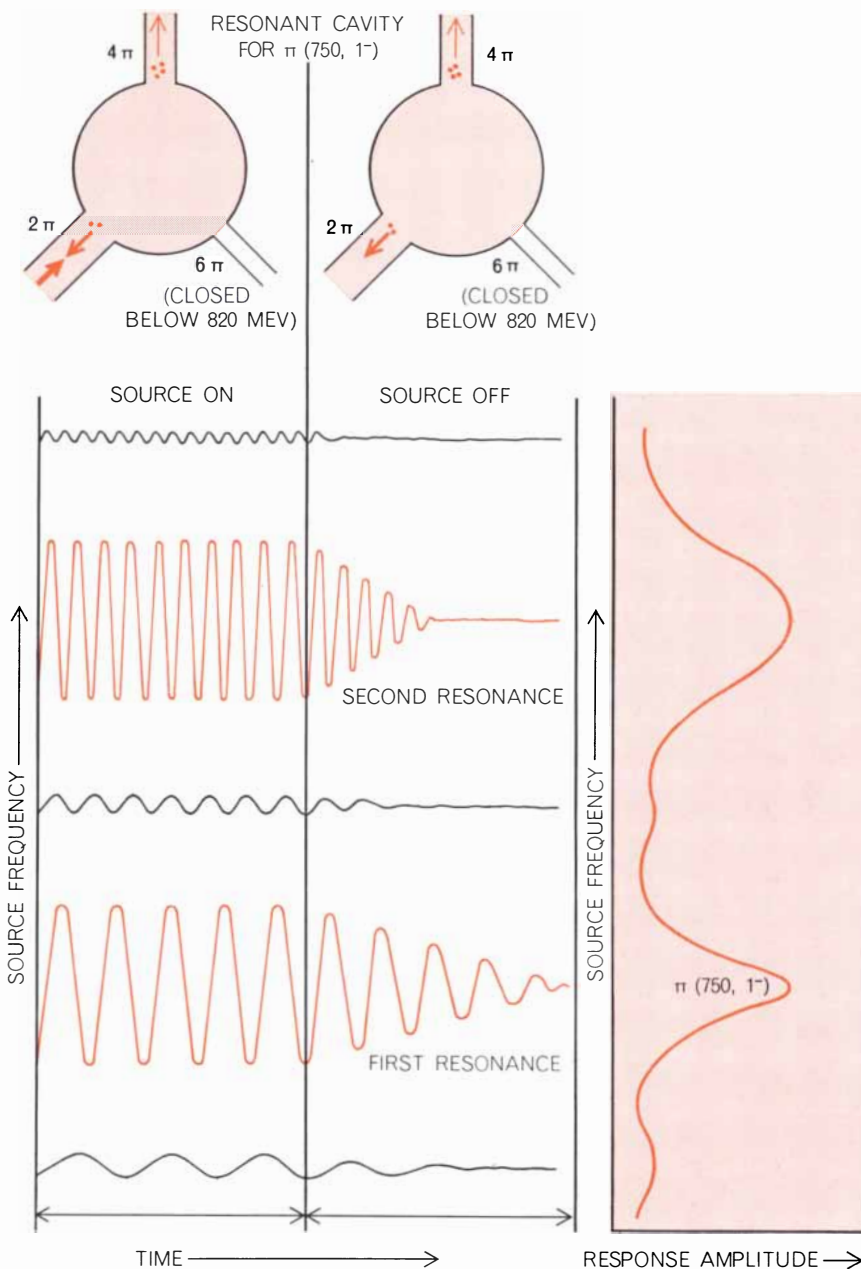 RESONANT CAVITY
FOR π (750, 1⁻)
4 π
4 π
2 π
2 π
6 π
6 π
(CLOSED
BELOW 820 MEV)
(CLOSED
BELOW 820 MEV)
SOURCE ON
SOURCE OFF
SECOND RESONANCE
FIRST RESONANCE
SOURCE FREQUENCY
SOURCE FREQUENCY
π (750, 1⁻)
TIME
RESPONSE AMPLITUDE